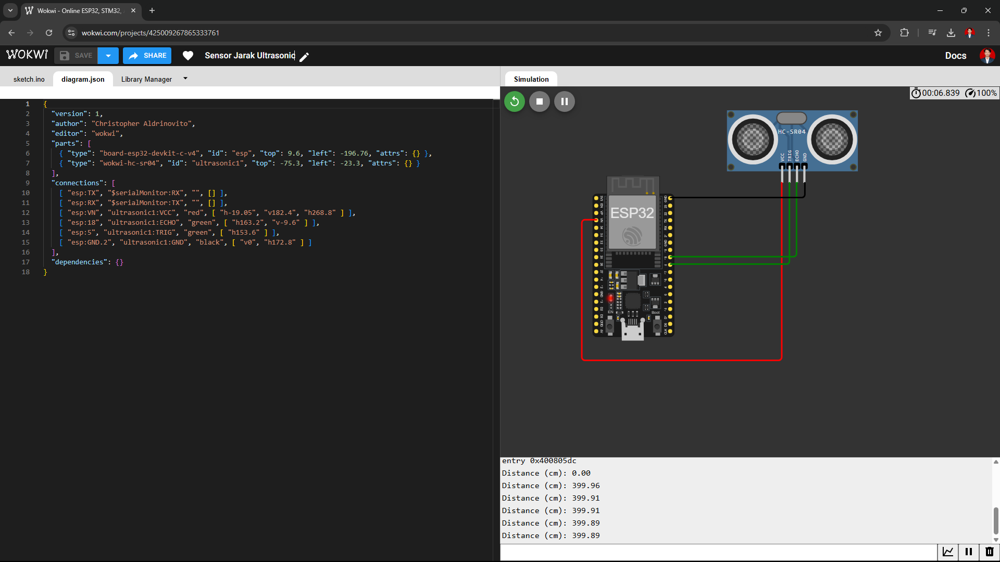 Wokwi - Online ESP32, STM32,
wokwi.com/projects/425009267865333761
WOKWi
SAVE
SHARE
Sensor Jarak Ultrasonic
Docs
sketch.ino
diagram.json
Library Manager
Simulation
00:06.839
100%
1 {
2 "version": 1,
3 "author": "Christopher Aldrinovito",
4 "editor": "wokwi",
5 "parts": [
6 { "type": "board-esp32-devkit-c-v4", "id": "esp", "top": 9.6, "left": -196.76, "attrs": {} },
7 { "type": "wokwi-hc-sr04", "id": "ultrasonic1", "top": -75.3, "left": -23.3, "attrs": {} }
8 ],
9 "connections": [
10 [ "esp:TX", "$serialMonitor:RX", "", [] ],
11 [ "esp:RX", "$serialMonitor:TX", "", [] ],
12 [ "esp:VN", "ultrasonic1:VCC", "red", [ "h-19.05", "v182.4", "h268.8" ] ],
13 [ "esp:18", "ultrasonic1:ECHO", "green", [ "h163.2", "v-9.6" ] ],
14 [ "esp:5", "ultrasonic1:TRIG", "green", [ "h153.6" ] ],
15 [ "esp:GND.2", "ultrasonic1:GND", "black", [ "v0", "h172.8" ] ]
16 ],
17 "dependencies": {}
18 }
HC-SR04
VCC
TRIG
ECHO
GND
ESP32
EN
Boot
entry 0x400805dc
Distance (cm): 0.00
Distance (cm): 399.96
Distance (cm): 399.91
Distance (cm): 399.91
Distance (cm): 399.89
Distance (cm): 399.89